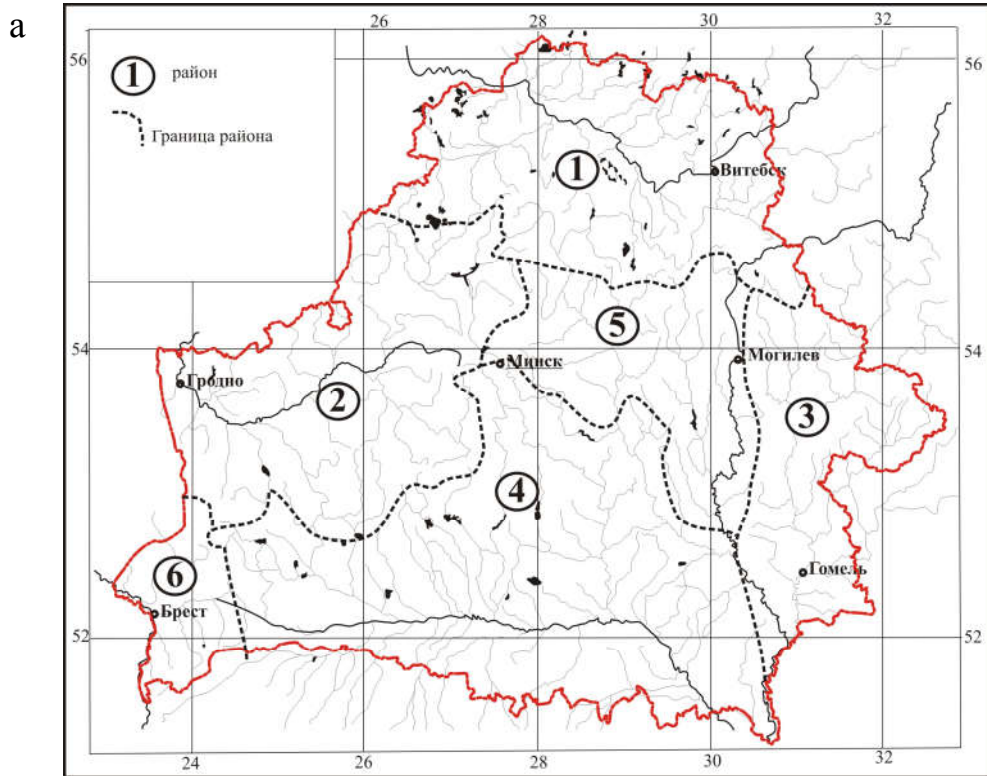 а
26 28 30 32
56 56
1 район
Граница района
1
Витебск
5
54 54
Минск
Могилев
Гродно
2
3
4
6
Гомель
Брест
52 52
24 26 28 30 32